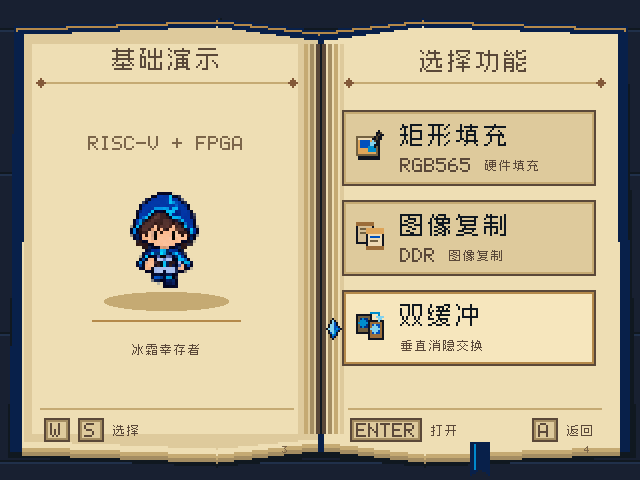 基础演示
RISC-V + FPGA
冰霜幸存者
W S 选择
3
选择功能
矩形填充
RGB565 硬件填充
图像复制
DDR 图像复制
双缓冲
垂直消隐交换
ENTER 打开 A 返回
4